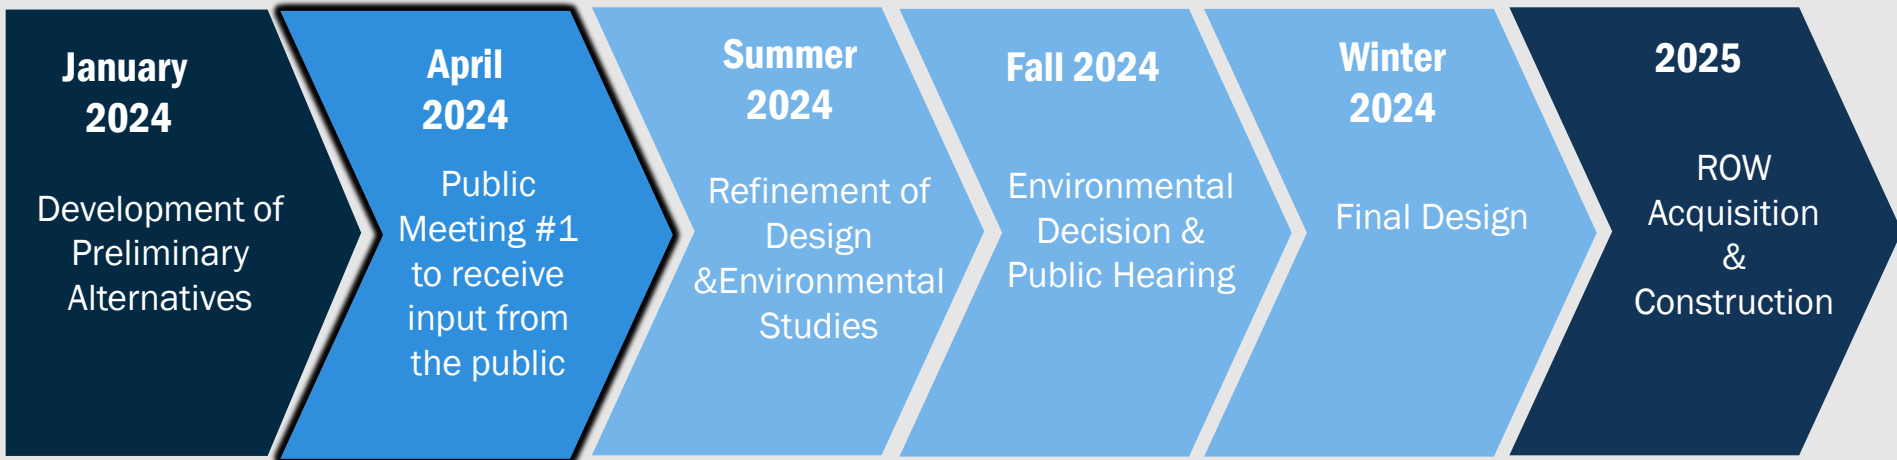 January
2024
Development of
Preliminary
Alternatives
April
2024
Public
Meeting #1
to receive
input from
the public
Summer
2024
Refinement of
Design
&Environmental
Studies
Fall 2024
Environmental
Decision &
Public Hearing
Winter
2024
Final Design
2025
ROW
Acquisition
&
Construction